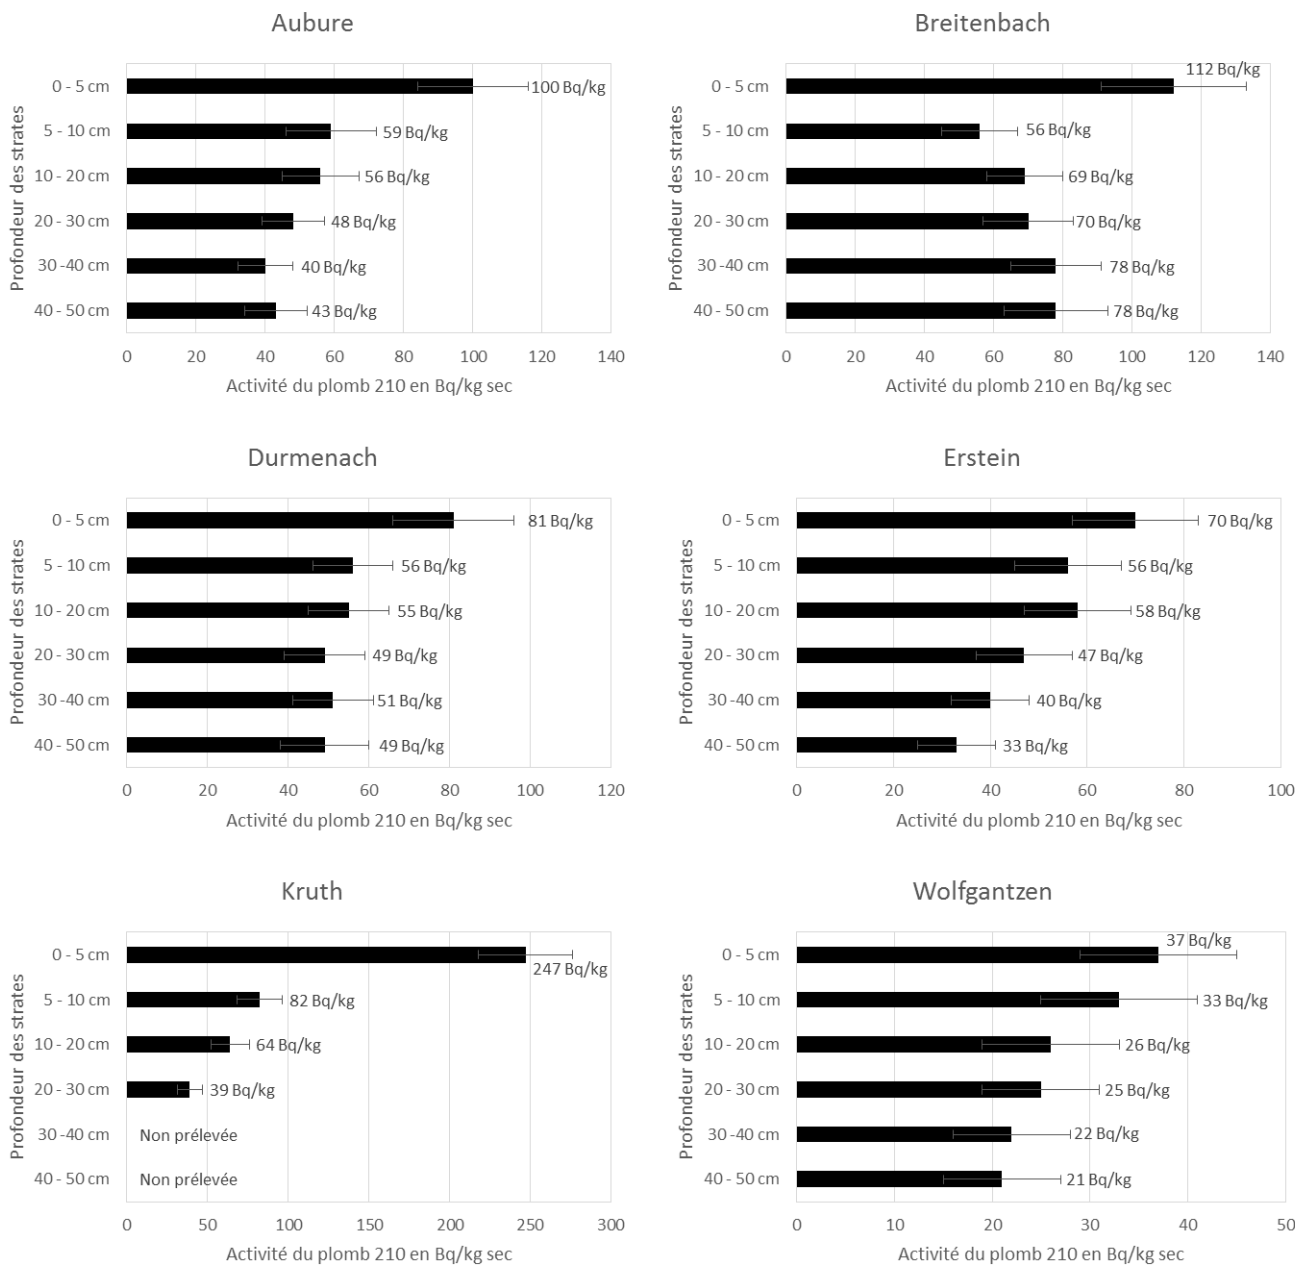 Aubure
Profondeur des strates
0 - 5 cm
100 Bq/kg
5 - 10 cm
59 Bq/kg
10 - 20 cm
56 Bq/kg
20 - 30 cm
48 Bq/kg
30 -40 cm
40 Bq/kg
40 - 50 cm
43 Bq/kg
0 20 40 60 80 100 120 140
Activité du plomb 210 en Bq/kg sec
Breitenbach
Profondeur des strates
0 - 5 cm
112 Bq/kg
5 - 10 cm
56 Bq/kg
10 - 20 cm
69 Bq/kg
20 - 30 cm
70 Bq/kg
30 -40 cm
78 Bq/kg
40 - 50 cm
78 Bq/kg
0 20 40 60 80 100 120 140
Activité du plomb 210 en Bq/kg sec
Durmenach
Profondeur des strates
0 - 5 cm
81 Bq/kg
5 - 10 cm
56 Bq/kg
10 - 20 cm
55 Bq/kg
20 - 30 cm
49 Bq/kg
30 -40 cm
51 Bq/kg
40 - 50 cm
49 Bq/kg
0 20 40 60 80 100 120
Activité du plomb 210 en Bq/kg sec
Erstein
Profondeur des strates
0 - 5 cm
70 Bq/kg
5 - 10 cm
56 Bq/kg
10 - 20 cm
58 Bq/kg
20 - 30 cm
47 Bq/kg
30 -40 cm
40 Bq/kg
40 - 50 cm
33 Bq/kg
0 20 40 60 80 100
Activité du plomb 210 en Bq/kg sec
Kruth
Profondeur des strates
0 - 5 cm
247 Bq/kg
5 - 10 cm
82 Bq/kg
10 - 20 cm
64 Bq/kg
20 - 30 cm
39 Bq/kg
30 -40 cm
Non prélevée
40 - 50 cm
Non prélevée
0 50 100 150 200 250 300
Activité du plomb 210 en Bq/kg sec
Wolfgantzen
Profondeur des strates
0 - 5 cm
37 Bq/kg
5 - 10 cm
33 Bq/kg
10 - 20 cm
26 Bq/kg
20 - 30 cm
25 Bq/kg
30 -40 cm
22 Bq/kg
40 - 50 cm
21 Bq/kg
0 10 20 30 40 50
Activité du plomb 210 en Bq/kg sec